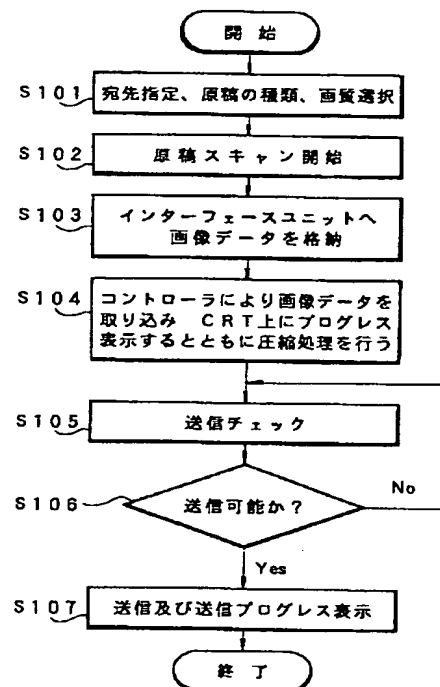 開始
S101 宛先指定、原稿の種類、画質選択
S102 原稿スキャン開始
S103 インターフェースユニットへ
画像データを格納
S104 コントローラにより画像データを
取り込み CRT上にプログレス
表示するとともに圧縮処理を行う
S105 送信チェック
S106 送信可能か?
No
Yes
S107 送信及び送信プログレス表示
終了